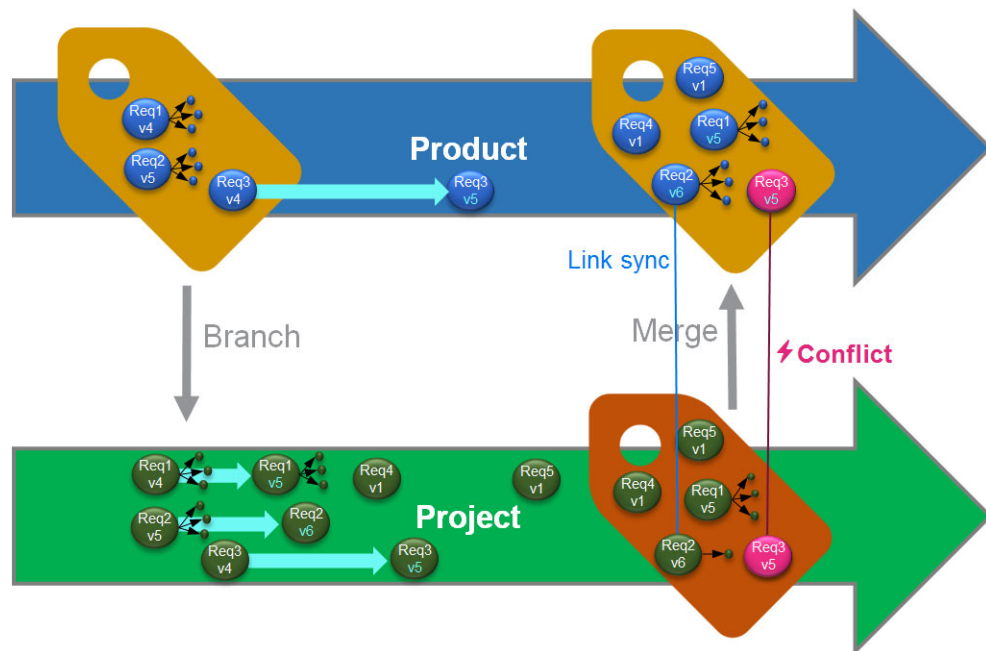 Req1
v4
Req2
v5
Req3
v4
Product
Req3
v5
Req5
v1
Req4
v1
Req1
v5
Req2
v6
Req3
v5
Link sync
Branch
Merge
Conflict
Req1
v4
Req1
v5
Req4
v1
Req5
v1
Req2
v5
Req2
v6
Project
Req3
v4
Req3
v5
Req5
v1
Req4
v1
Req1
v5
Req2
v6
Req3
v5